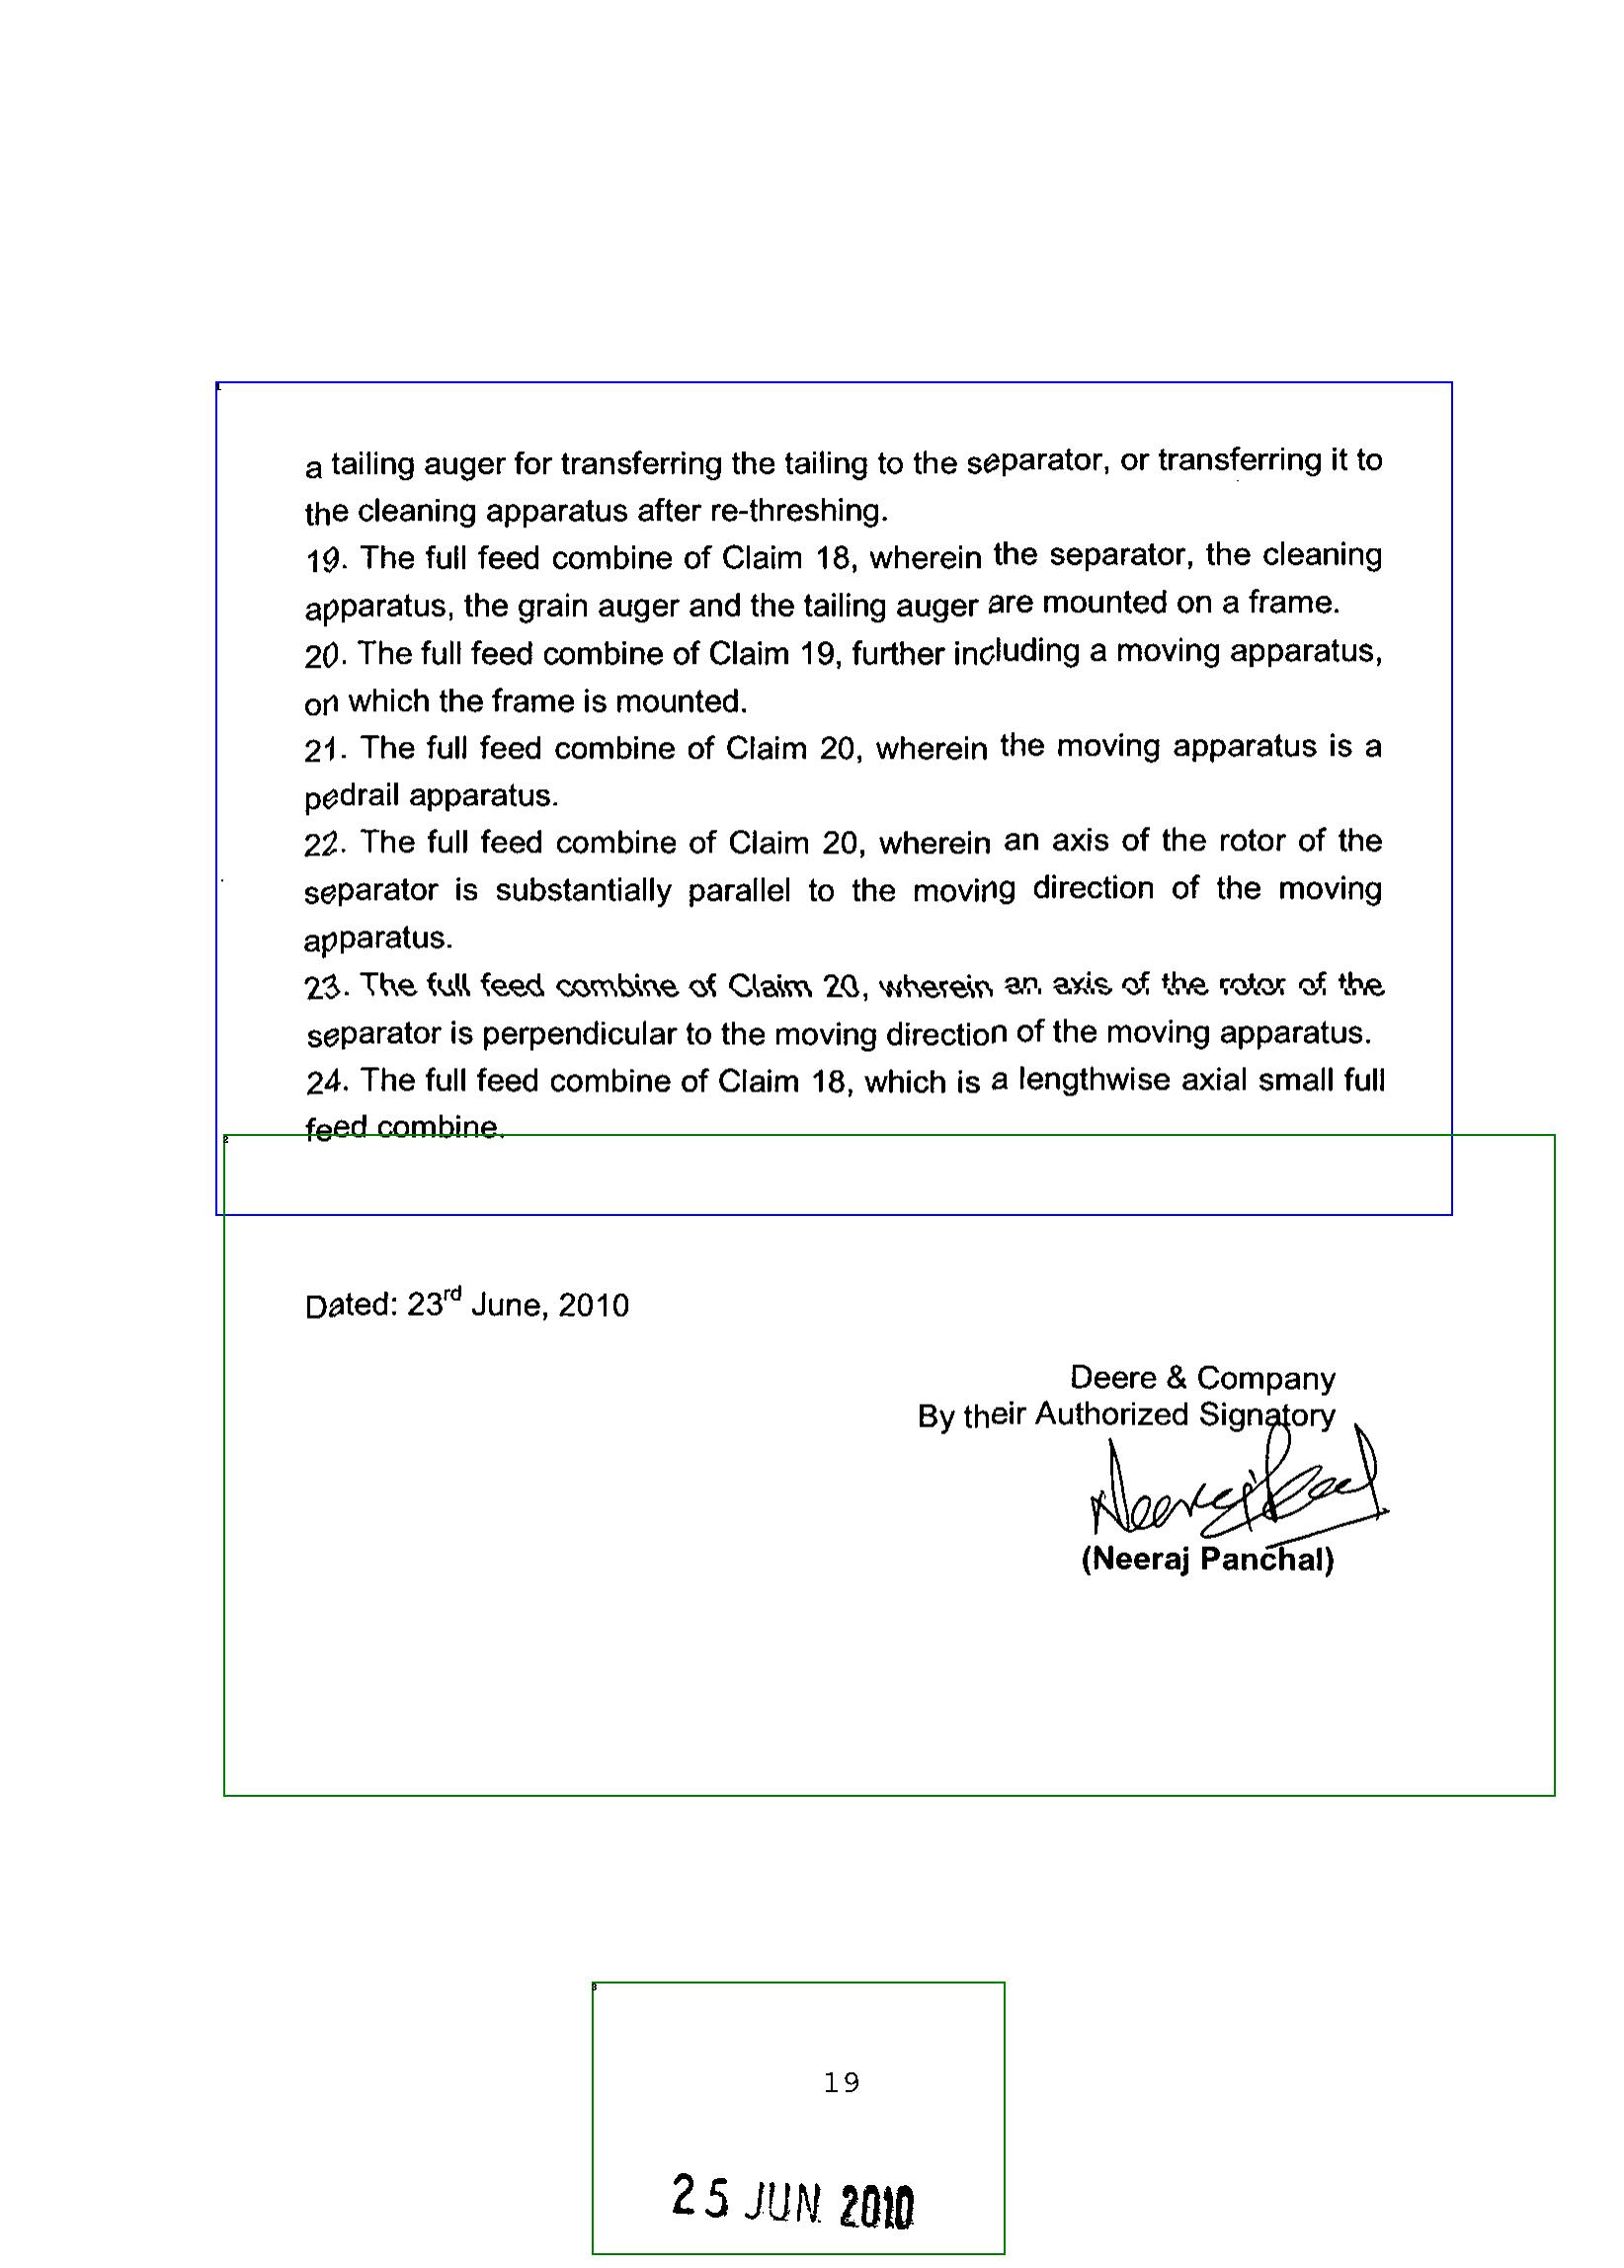 a tailing auger for transferring the tailing to the separator, or transferring it to
the cleaning apparatus after re-threshing.
19. The full feed combine of Claim 18, wherein the separator, the cleaning
apparatus, the grain auger and the tailing auger are mounted on a frame.
20. The full feed combine of Claim 19, further including a moving apparatus,
on which the frame is mounted.
21. The full feed combine of Claim 20, wherein the moving apparatus is a
pedrail apparatus.
22. The full feed combine of Claim 20, wherein an axis of the rotor of the
separator is substantially parallel to the moving direction of the moving
apparatus.
23. The full feed combine of Claim 20, wherein an axis of the rotor of the
separator is perpendicular to the moving direction of the moving apparatus.
24. The full feed combine of Claim 18, which is a lengthwise axial small full
feed combine.
Dated: 23rd June, 2010
Deere & Company
By their Authorized Signatory
(Neeraj Panchal)
19
25 JUN 2010